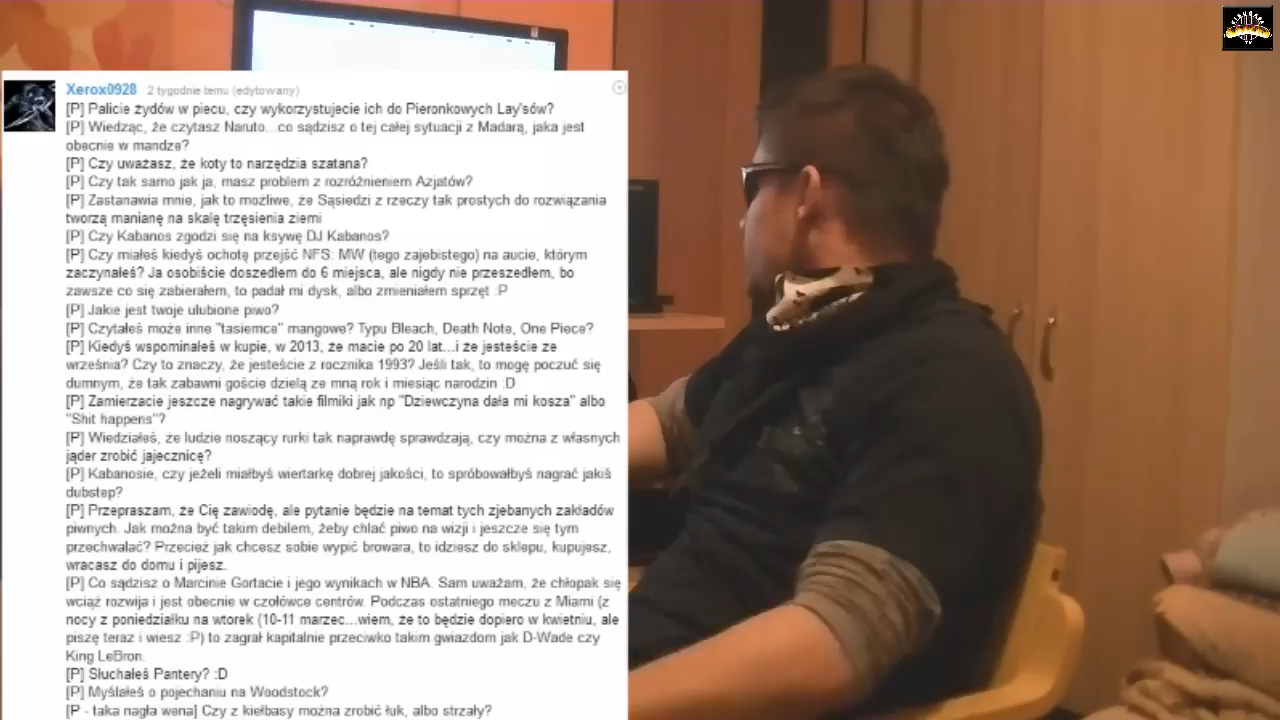 Xerox0928 2 tygodnie temu (edytowany)
[P] Palicie żydów w piecu, czy wykorzystujecie ich do Pieronkowych Lay'sów?
[P] Wiedząc, że czytasz Naruto...co sądzisz o tej całej sytuacji z Madarą, jaka jest
obecnie w mandze?
[P] Czy uważasz, że koty to narzędzia szatana?
[P] Czy tak samo jak ja, masz problem z rozróżnieniem Azjatów?
[P] Zastanawia mnie, jak to możliwe, że Sąsiedzi z rzeczy tak prostych do rozwiązania
tworzą manianę na skalę trzęsienia ziemi
[P] Czy Kabanos zgodzi się na ksywę DJ Kabanos?
[P] Czy miałeś kiedyś ochotę przejść NFS: MW (tego zajebistego) na aucie, którym
zaczynałeś? Ja osobiście doszedłem do 6 miejsca, ale nigdy nie przeszedłem, bo
zawsze co się zabierałem, to padał mi dysk, albo zmieniałem sprzęt :P
[P] Jakie jest twoje ulubione piwo?
[P] Czytałeś może inne "tasiemce" mangowe? Typu Bleach, Death Note, One Piece?
[P] Kiedyś wspominałeś w kupie, w 2013, że macie po 20 lat...i że jesteście ze
września? Czy to znaczy, że jesteście z rocznika 1993? Jeśli tak, to mogę poczuć się
dumnym, że tak zabawni goście dzielą ze mną rok i miesiąc narodzin :D
[P] Zamierzacie jeszcze nagrywać takie filmiki jak np "Dziewczyna dała mi kosza" albo
"Shit happens"?
[P] Wiedziałeś, że ludzie noszący rurki tak naprawdę sprawdzają, czy można z własnych
jąder zrobić jajecznicę?
[P] Kabanosie, czy jeżeli miałbyś wiertarkę dobrej jakości, to spróbowałbyś nagrać jakiś
dubstep?
[P] Przepraszam, że Cię zawiodę, ale pytanie będzie na temat tych zjebanych zakładów
piwnych. Jak można być takim debilem, żeby chlać piwo na wizji i jeszcze się tym
przechwalać? Przecież jak chcesz sobie wypić browara, to idziesz do sklepu, kupujesz,
wracasz do domu i pijesz.
[P] Co sądzisz o Marcinie Gortacie i jego wynikach w NBA. Sam uważam, że chłopak się
wciąż rozwija i jest obecnie w czołówce centrów. Podczas ostatniego meczu z Miami (z
nocy z poniedziałku na wtorek (10-11 marzec...wiem, że to będzie dopiero w kwietniu, ale
piszę teraz i wiesz :P) to zagrał kapitalnie przeciwko takim gwiazdom jak D-Wade czy
King LeBron.
[P] Słuchałeś Pantery? :D
[P] Myślałeś o pojechaniu na Woodstock?
[P - taka nagła wena] Czy z kiełbasy można zrobić łuk, albo strzały?